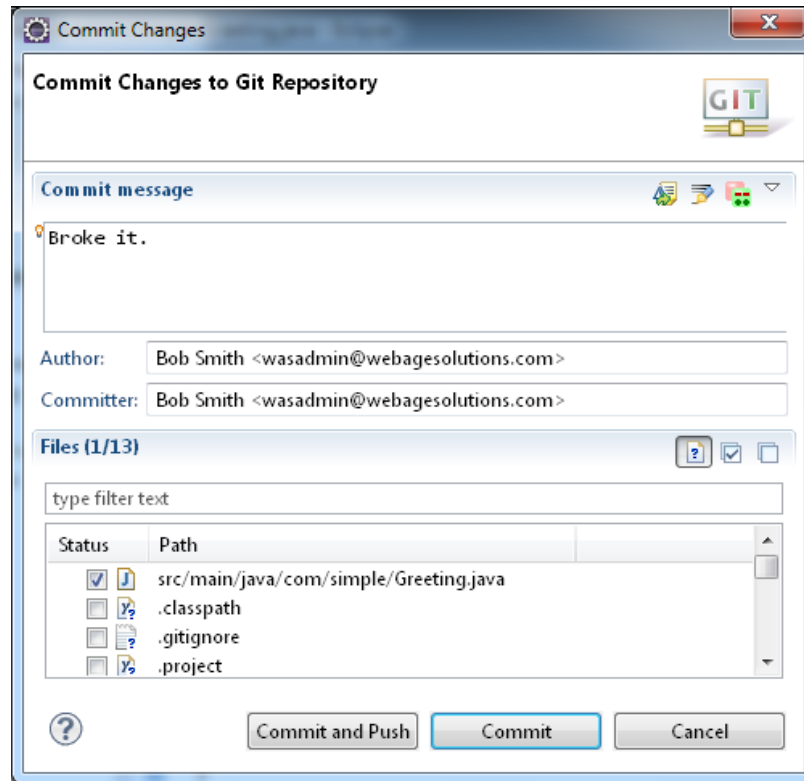 Commit Changes
Commit Changes to Git Repository
GIT
Commit message
Broke it.
Author: Bob Smith <wasadmin@webagesolutions.com>
Committer: Bob Smith <wasadmin@webagesolutions.com>
Files (1/13)
type filter text
Status Path
src/main/java/com/simple/Greeting.java
.classpath
.gitignore
.project
Commit and Push Commit Cancel